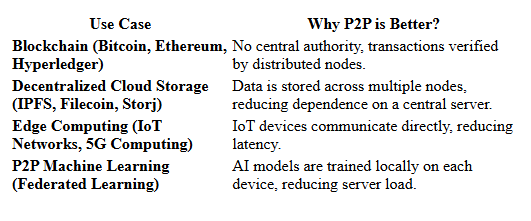 Use Case Why P2P is Better?
Blockchain (Bitcoin, Ethereum, No central authority, transactions verified
Hyperledger) by distributed nodes.
Decentralized Cloud Storage Data is stored across multiple nodes,
(IPFS, Filecoin, Storj) reducing dependence on a central server.
Edge Computing (IoT IoT devices communicate directly, reducing
Networks, 5G Computing) latency.
P2P Machine Learning AI models are trained locally on each
(Federated Learning) device, reducing server load.